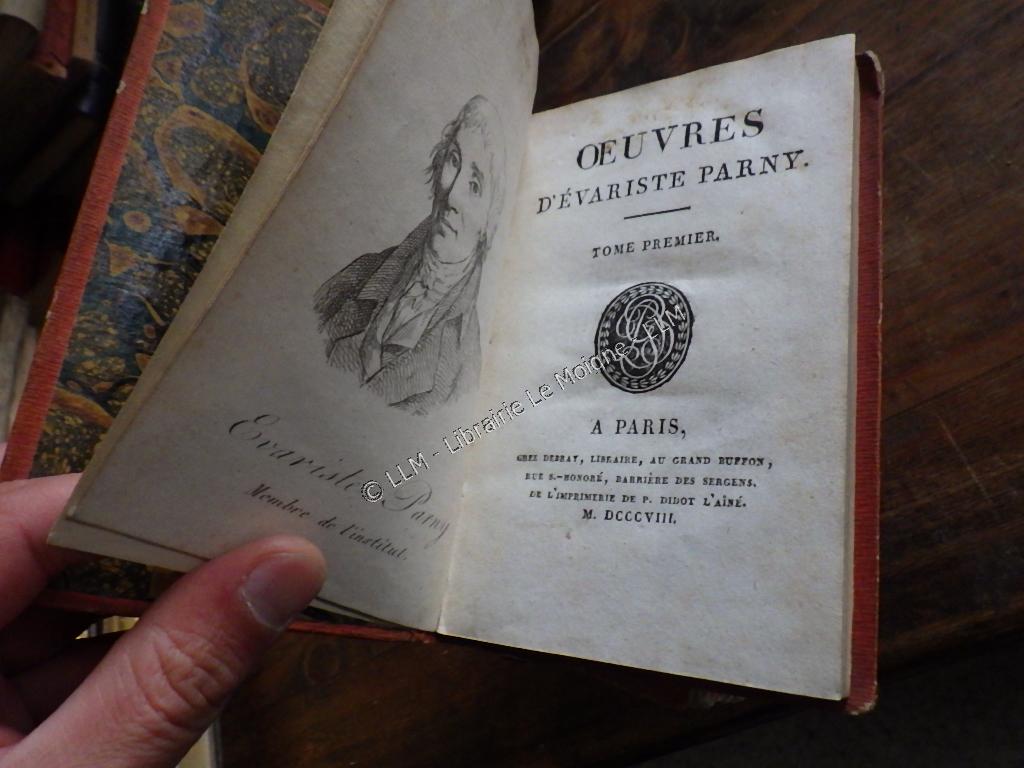 Evariste Parny
Membre de l'institut.
ŒUVRES
D'ÉVARISTE PARNY.
TOME PREMIER.
A PARIS,
CHEZ DEBRAY, LIBRAIRE, AU GRAND BUFFON,
RUE S.-HONORÉ, BARRIÈRE DES SERGENS.
DE L'IMPRIMERIE DE P. DIDOT L'AÎNÉ.
M. DCCCVIII.
© LLM - Librairie Le Moione - LLM